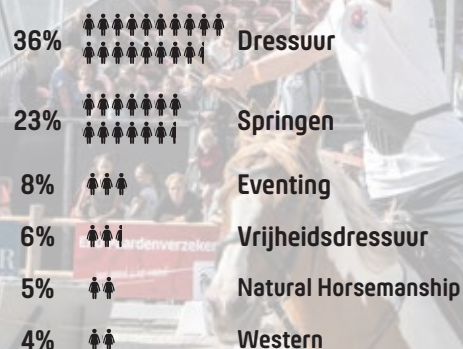 36% Dressuur
23% Springen
8% Eventing
6% Vrijheidsdressuur
5% Natural Horsemanship
4% Western